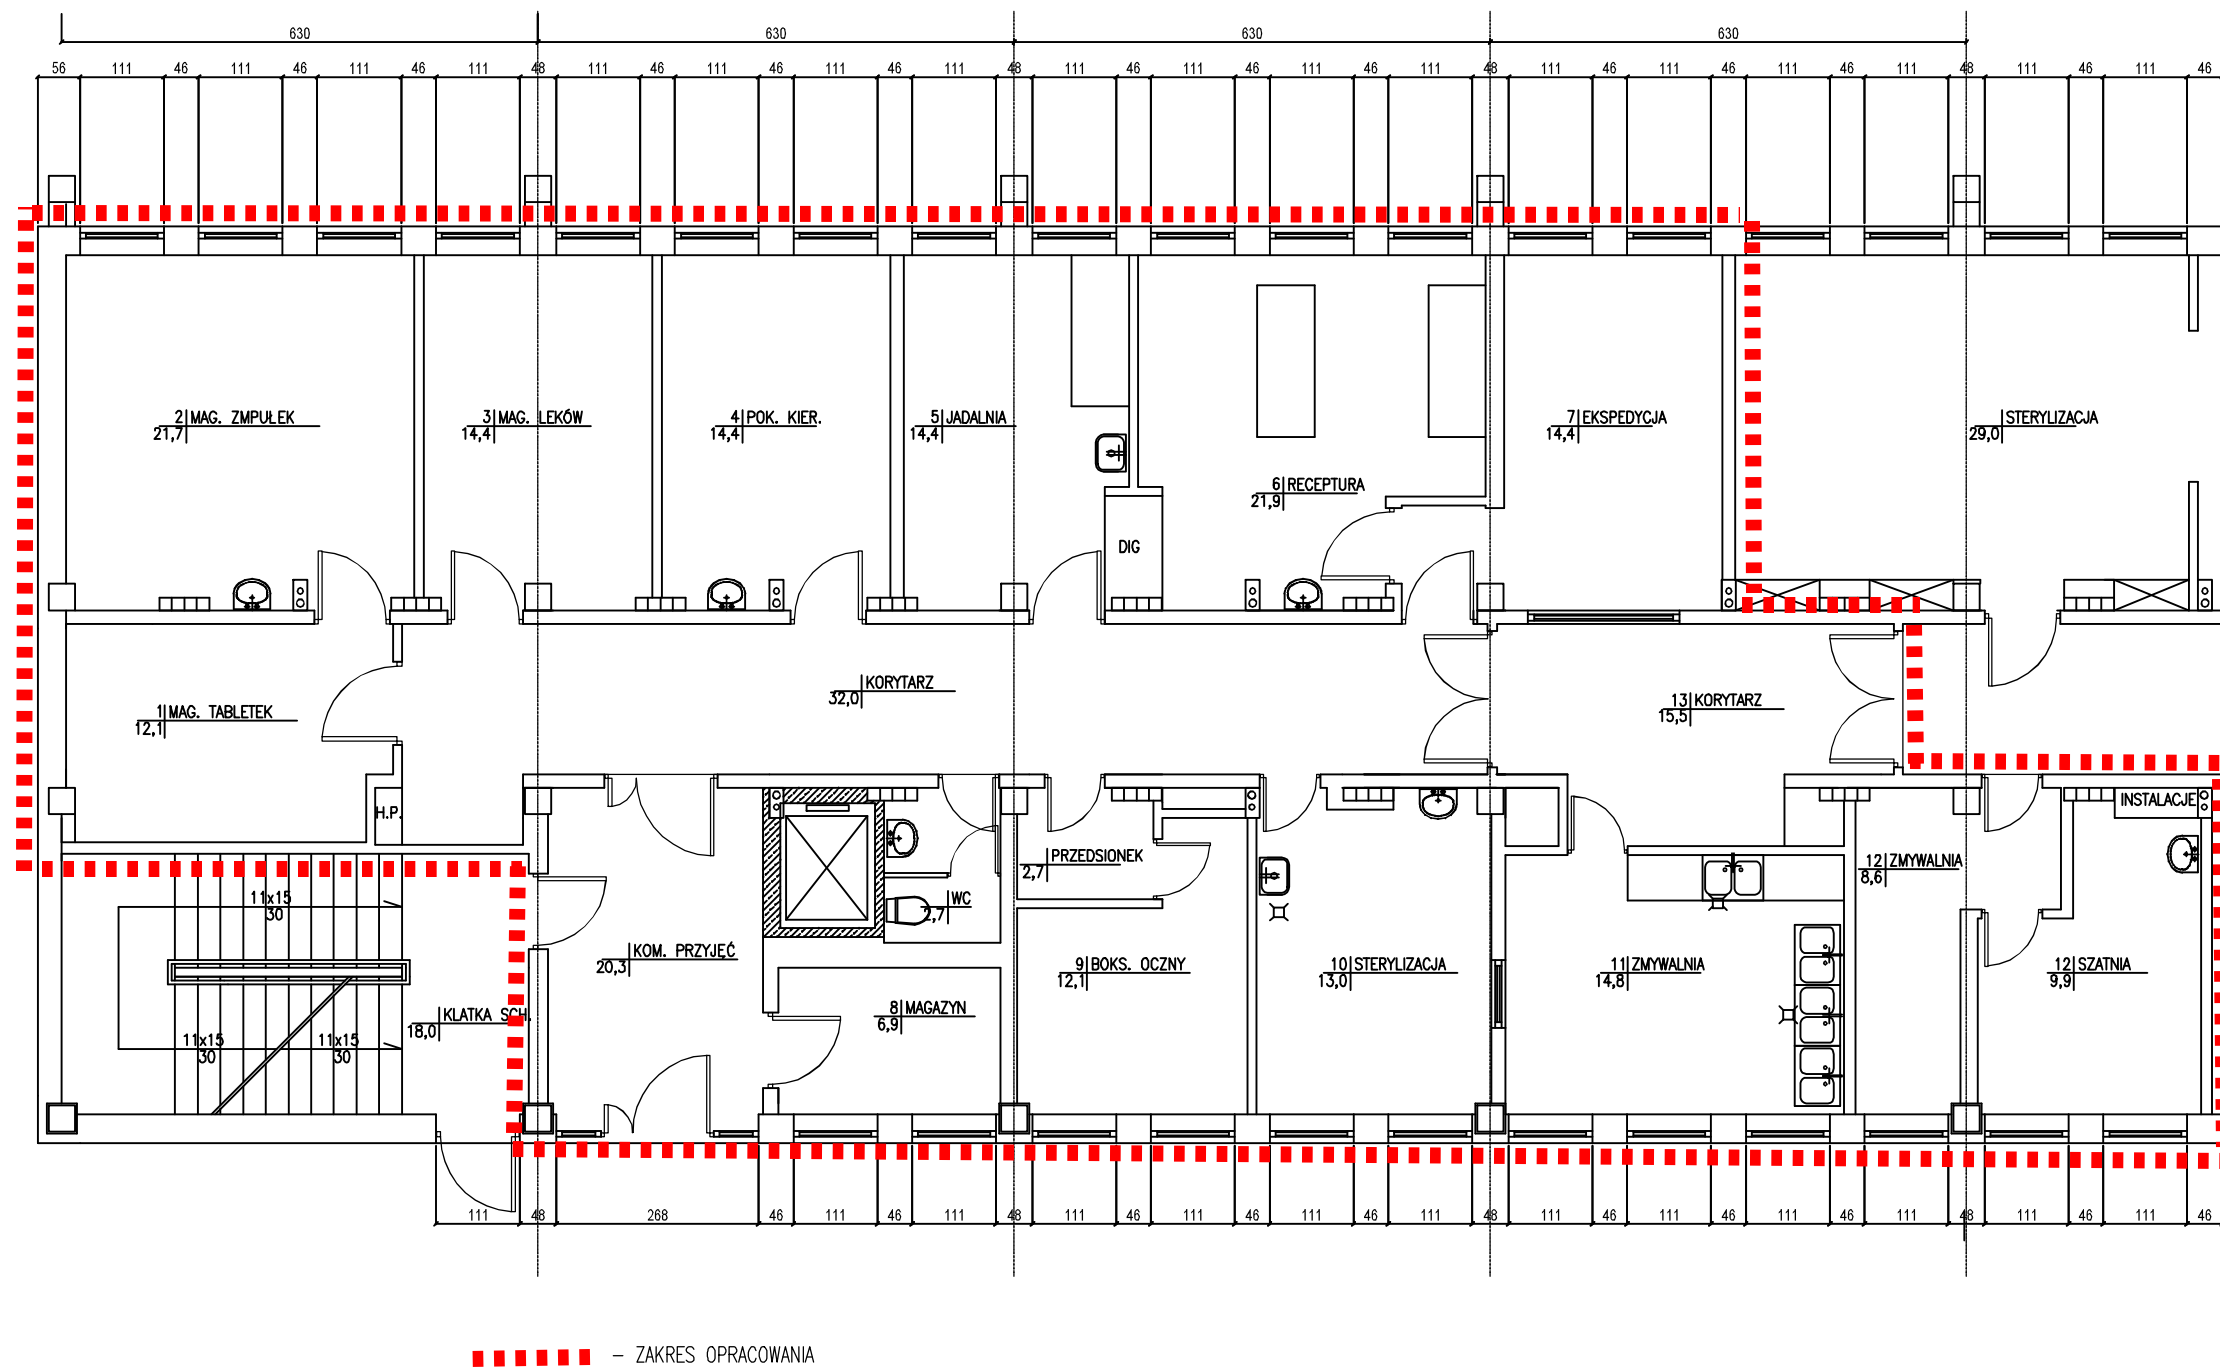 630 630 630 630
56 111 46 111 46 111 46 111 48 111 46 111 46 111 46 111 48 111 46 111 46 111 46 111 48 111 46 111 46 111 46 111 48 111 46 111 46
2 MAG. ZMPUŁEK
21,7
3 MAG. LEKÓW
14,4
4 POK. KIER.
14,4
5 JADALNIA
14,4
7 EKSPEDYCJA
14,4
STERYLIZACJA
29,0
6 RECEPTURA
21,9
DIG
KORYTARZ
32,0
13 KORYTARZ
15,5
1 MAG. TABLETEK
12,1
H.P.
INSTALACJE
PRZEDSIONEK
2,7
12 ZMYWALNIA
8,6
11x15
30
WC
2,7
KOM. PRZYJĘĆ
20,3
9 BOKS. OCZNY
12,1
10 STERYLIZACJA
13,0
11 ZMYWALNIA
14,8
12 SZATNIA
9,9
8 MAGAZYN
6,9
KLATKA SCH.
18,0
11x15
30
11x15
30
111 48 268 46 111 46 111 48 111 46 111 46 111 46 111 48 111 46 111 46 111 46 111 48 111 46 111 46
– ZAKRES OPRACOWANIA